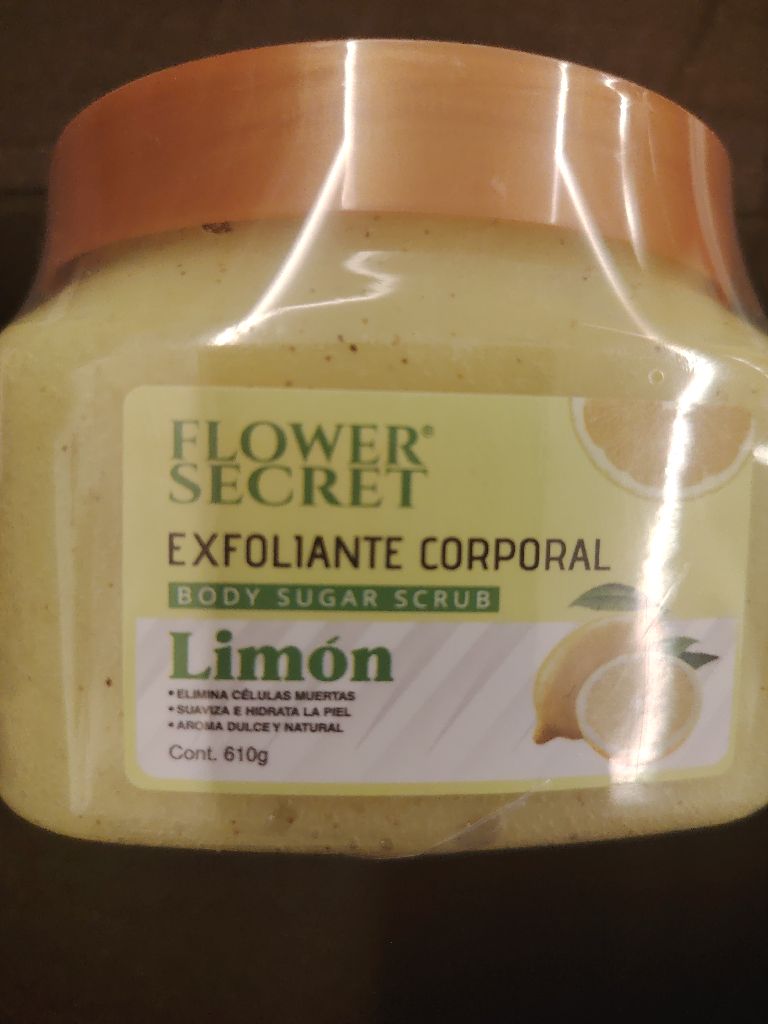 FLOWER®
SECRET
EXFOLIANTE CORPORAL
BODY SUGAR SCRUB
Limón
• ELIMINA CÉLULAS MUERTAS
• SUAVIZA E HIDRATA LA PIEL
• AROMA DULCE Y NATURAL
Cont. 610g